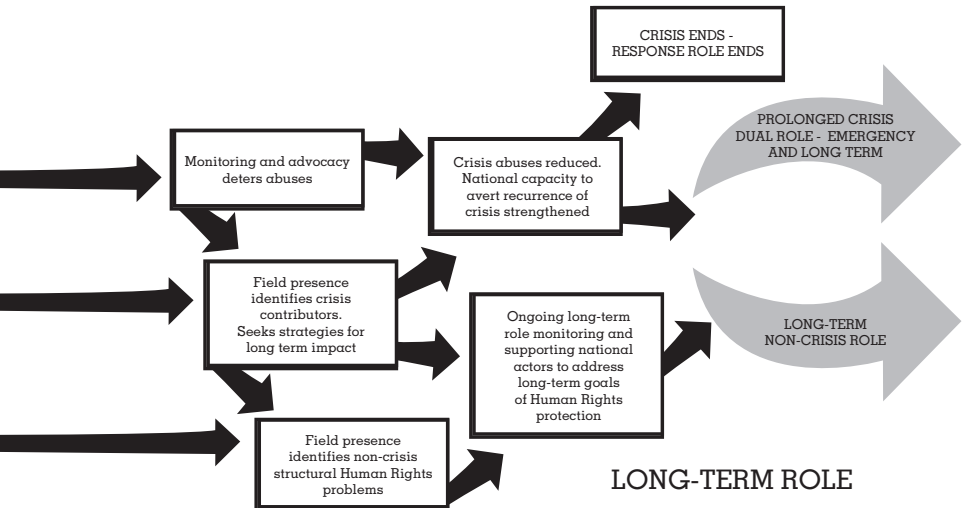 CRISIS ENDS -
RESPONSE ROLE ENDS
PROLONGED CRISIS
DUAL ROLE - EMERGENCY
AND LONG TERM
Monitoring and advocacy
deters abuses
Crisis abuses reduced.
National capacity to
avert recurrence of
crisis strengthened
Field presence
identifies crisis
contributors.
Seeks strategies for
long term impact
Ongoing long-term
role monitoring and
supporting national
actors to address
long-term goals
of Human Rights
protection
LONG-TERM
NON-CRISIS ROLE
Field presence
identifies non-crisis
structural Human Rights
problems
LONG-TERM ROLE